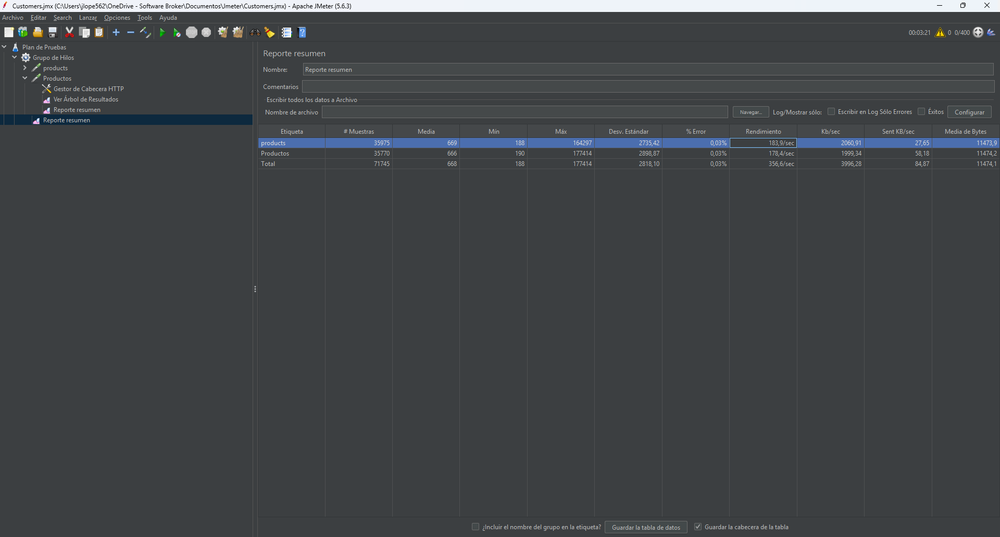 Customers.jmx (C:\Users\jlope562\OneDrive - Software Broker\Documentos\Jmeter\Customers.jmx) - Apache JMeter (5.6.3)
Archivo Editar Search Lanzar Opciones Tools Ayuda
STOP
00:03:21 0 0/400
Plan de Pruebas
Grupo de Hilos
products
Productos
Gestor de Cabecera HTTP
Ver Árbol de Resultados
Reporte resumen
Reporte resumen
Reporte resumen
Nombre: Reporte resumen
Comentarios
Escribir todos los datos a Archivo
Nombre de archivo Navegar... Log/Mostrar sólo: Escribir en Log Sólo Errores Éxitos Configurar
Etiqueta # Muestras Media Mín Máx Desv. Estándar % Error Rendimiento Kb/sec Sent KB/sec Media de Bytes
products 35975 669 188 164297 2735,42 0,03% 183,9/sec 2060,91 27,65 11473,9
Productos 35770 666 190 177414 2898,87 0,03% 178,4/sec 1999,34 58,18 11474,2
Total 71745 668 188 177414 2818,10 0,03% 356,6/sec 3996,28 84,87 11474,1
¿Incluir el nombre del grupo en la etiqueta? Guardar la tabla de datos Guardar la cabecera de la tabla